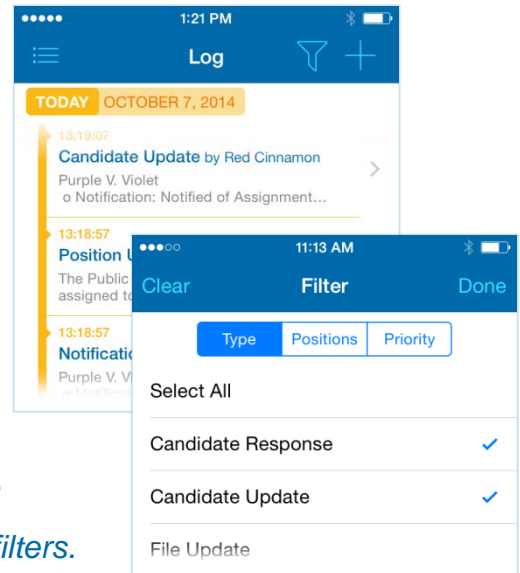 1:21 PM
Log
TODAY OCTOBER 7, 2014
13:19:07
Candidate Update by Red Cinnamon
Purple V. Violet
o Notification: Notified of Assignment…
13:18:57
Position
The Public
assigned
13:18:57
Purple V.
11:13 AM
Clear Filter Done
Type Positions Priority
Select All
Candidate Response
Candidate Update
File Update
filters.